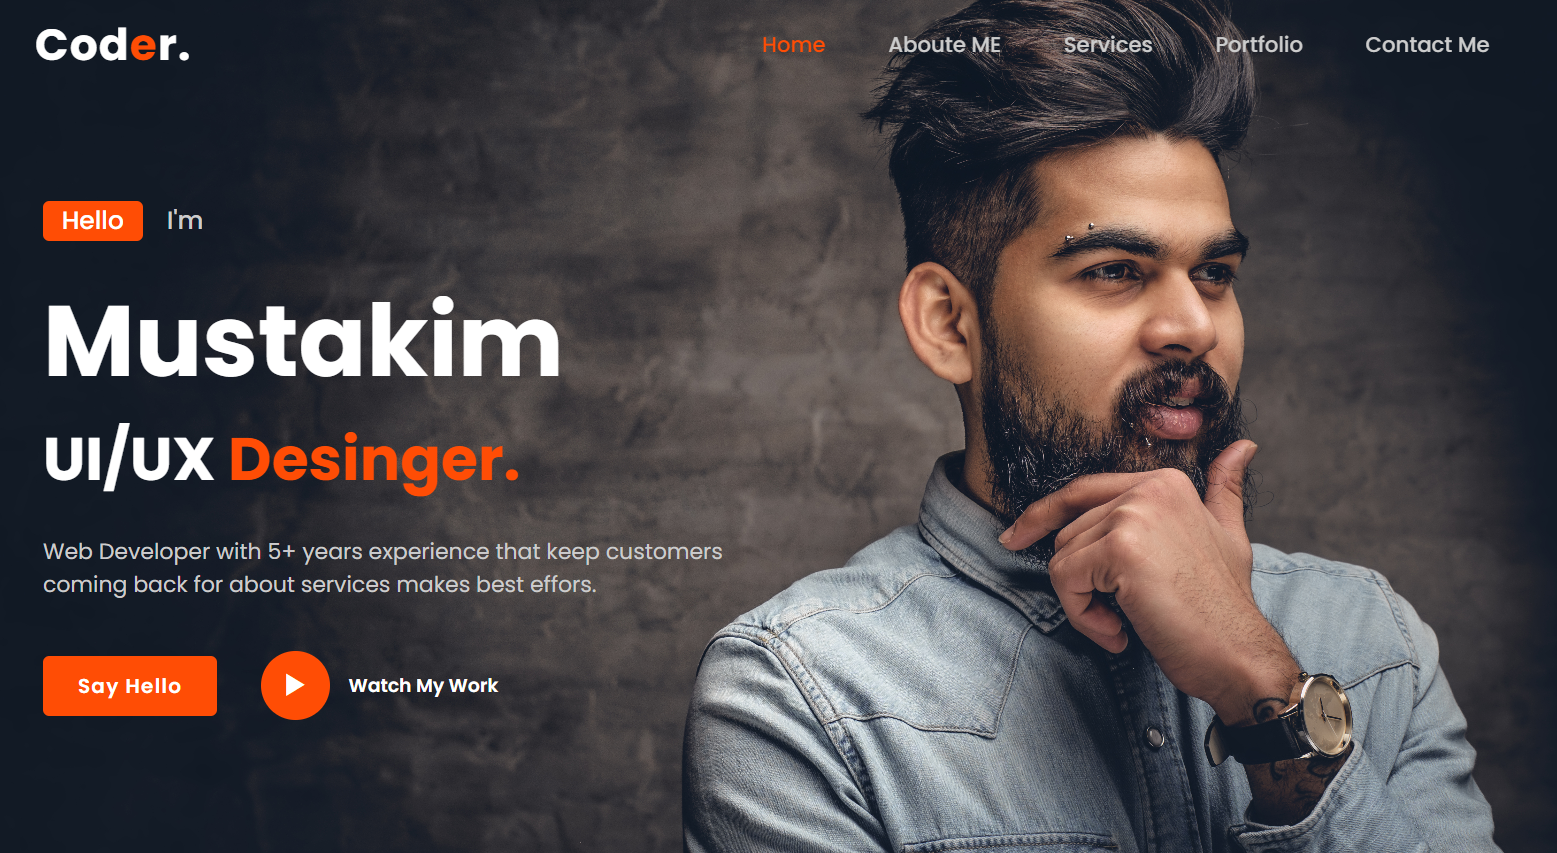 Coder.
Home Aboute ME Services Portfolio Contact Me
Hello I'm
Mustakim
UI/UX Desinger.
Web Developer with 5+ years experience that keep customers
coming back for about services makes best effors.
Say Hello Watch My Work